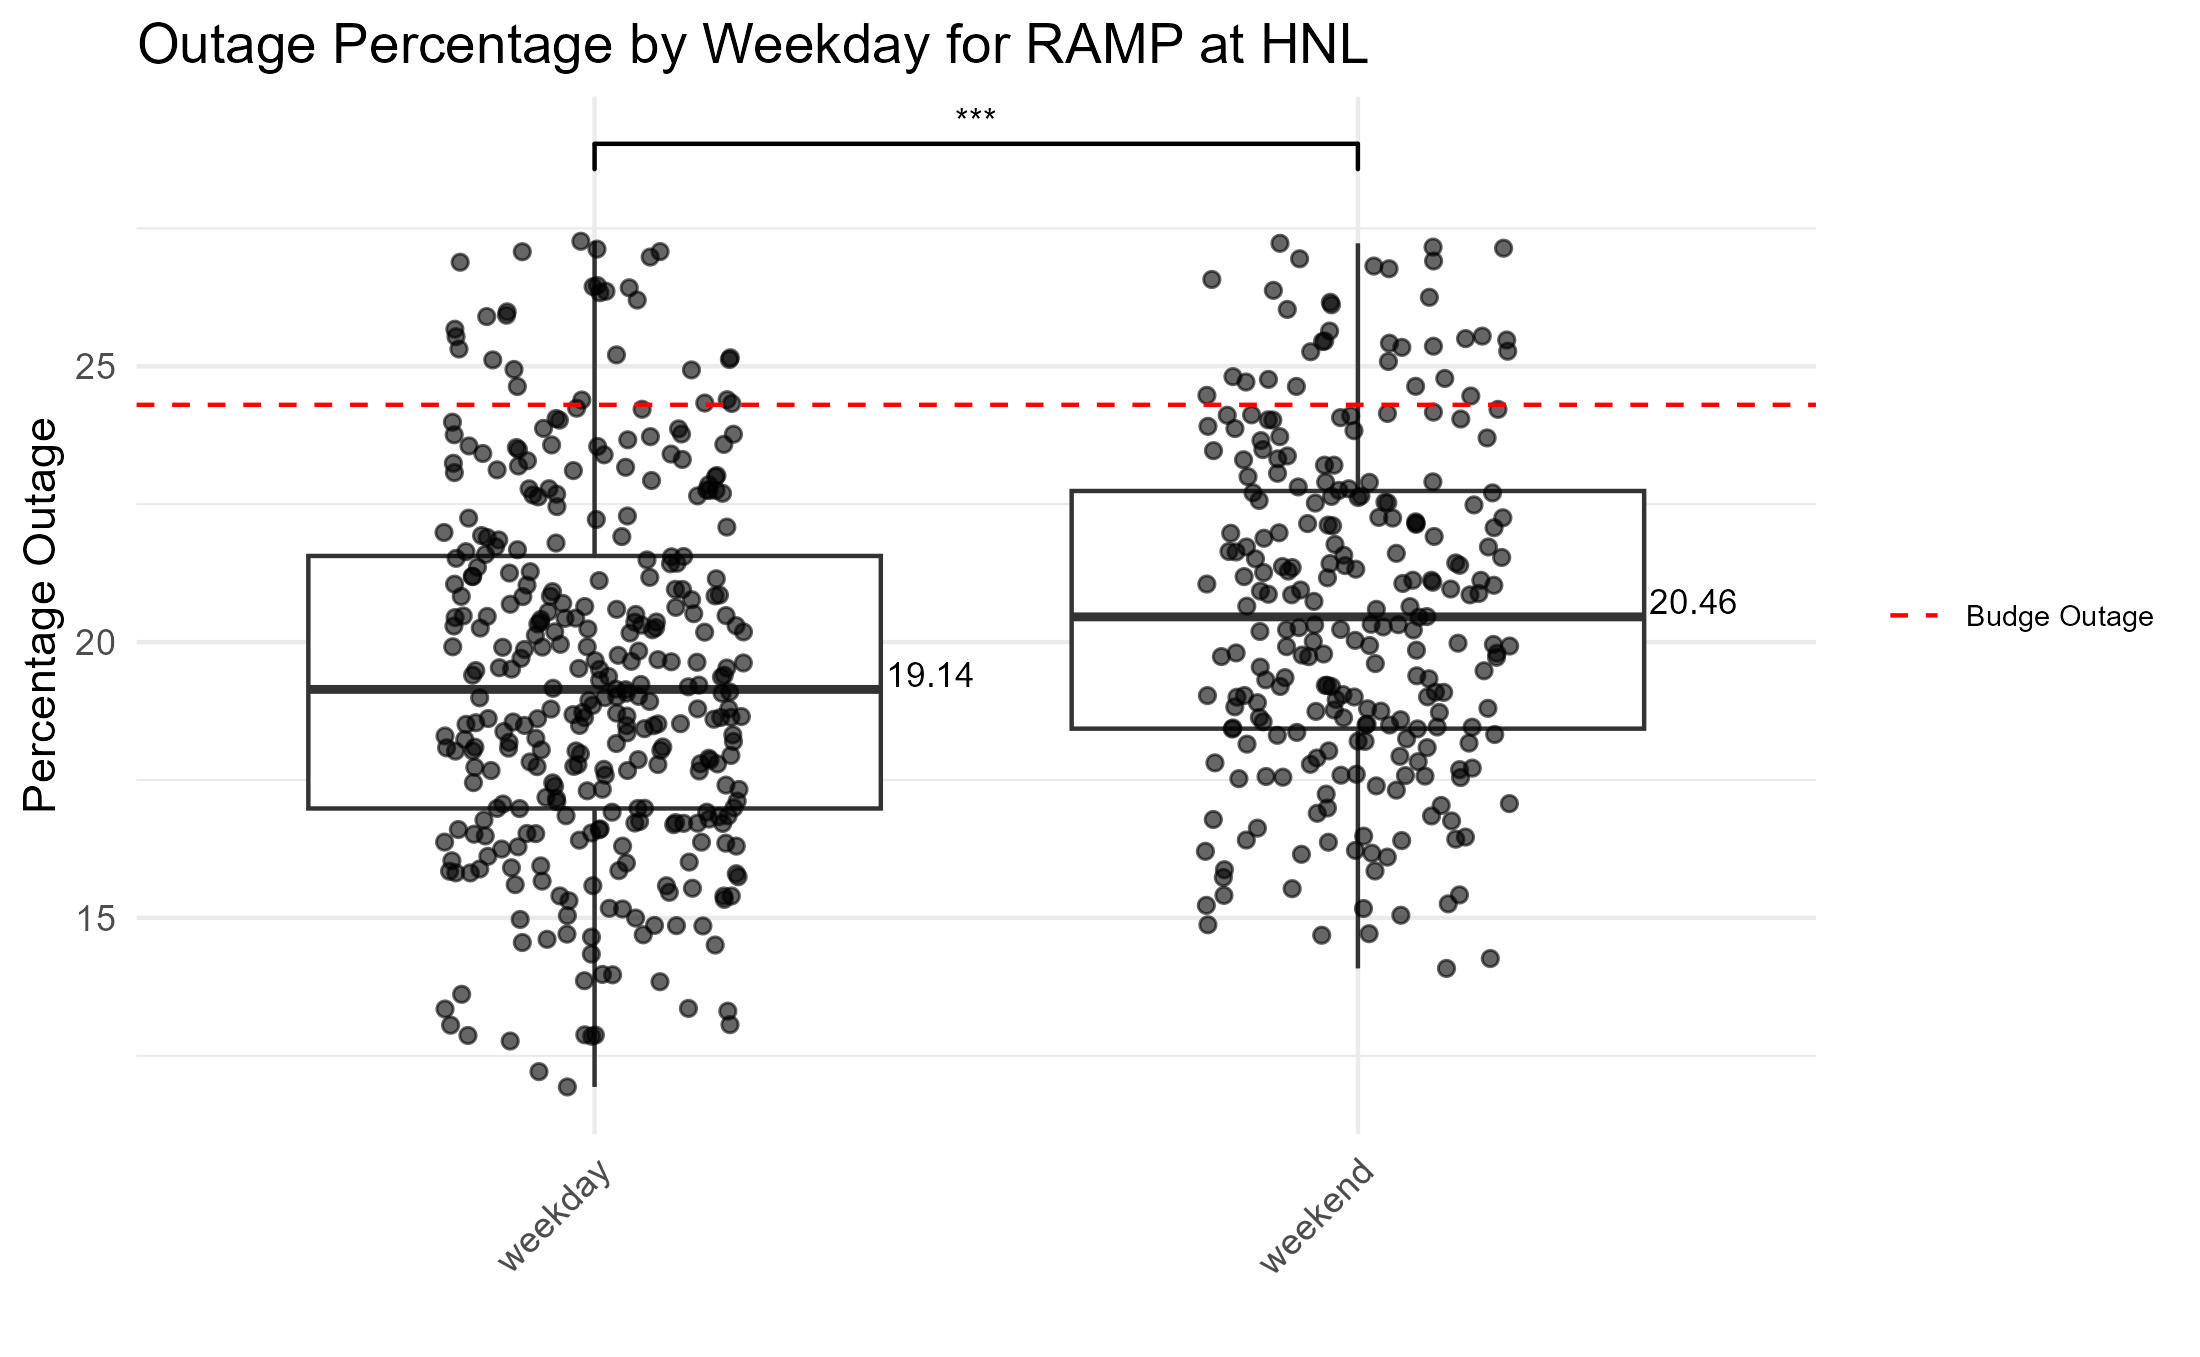 Outage Percentage by Weekday for RAMP at HNL
***
25
20
15
Percentage Outage
19.14
20.46
Budge Outage
weekday
weekend